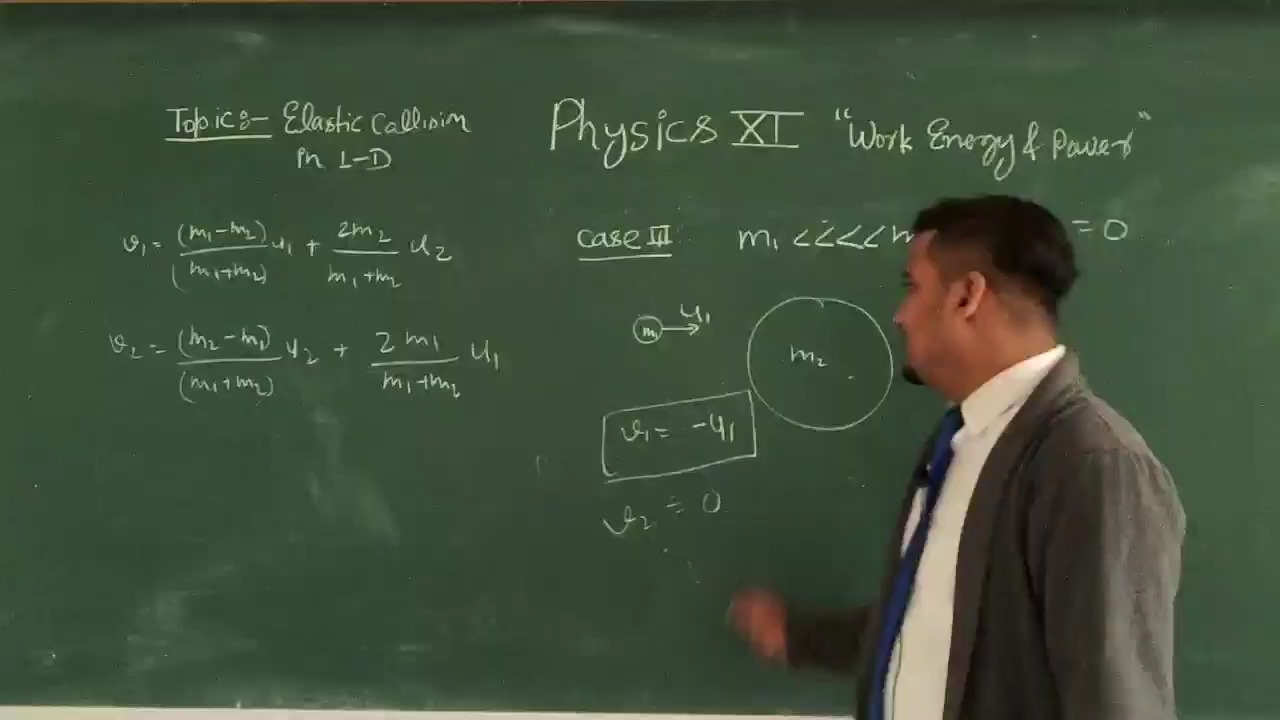 Topics:- Elastic Callision
in 1-D
Physics XI "Work Energy & Power"
v₁ = (m₁-m₂)/(m₁+m₂) u₁ + 2m₂/m₁+m₂ u₂
v₂ = (m₂-m₁)/(m₁+m₂) u₂ + 2m₁/m₁+m₂ u₁
case III m₁ <<<< m = 0
m₁ u₁
m₂
v₁ = -u₁
v₂ = 0